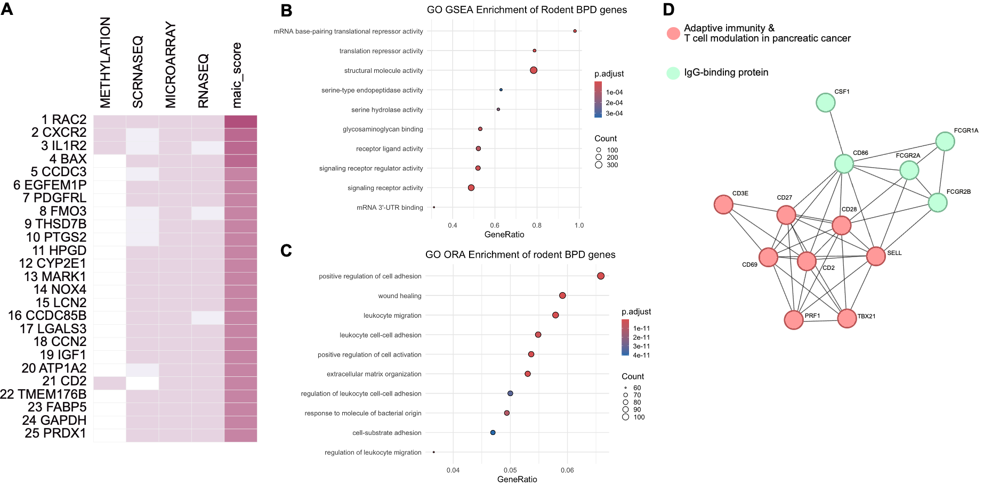 A
METHYLATION
SCRNASEQ
MICROARRAY
RNASEQ
maic_score
1 RAC2
2 CXCR2
3 IL1R2
4 BAX
5 CCDC3
6 EGFEM1P
7 PDGFRL
8 FMO3
9 THSD7B
10 PTGS2
11 HPGD
12 CYP2E1
13 MARK1
14 NOX4
15 LCN2
16 CCDC85B
17 LGALS3
18 CCN2
19 IGF1
20 ATP1A2
21 CD2
22 TMEM176B
23 FABP5
24 GAPDH
25 PRDX1
B
GO GSEA Enrichment of Rodent BPD genes
mRNA base-pairing translational repressor activity
translation repressor activity
structural molecule activity
serine-type endopeptidase activity
serine hydrolase activity
glycosaminoglycan binding
receptor ligand activity
signaling receptor regulator activity
signaling receptor activity
mRNA 3'-UTR binding
0.4
0.6
0.8
1.0
GeneRatio
p.adjust
1e-04
2e-04
3e-04
Count
100
200
300
C
GO ORA Enrichment of rodent BPD genes
positive regulation of cell adhesion
wound healing
leukocyte migration
leukocyte cell-cell adhesion
positive regulation of cell activation
extracellular matrix organization
regulation of leukocyte cell-cell adhesion
response to molecule of bacterial origin
cell-substrate adhesion
regulation of leukocyte migration
0.04
0.05
0.06
GeneRatio
p.adjust
1e-11
2e-11
3e-11
4e-11
Count
60
70
80
90
100
D
Adaptive immunity &
T cell modulation in pancreatic cancer
IgG-binding protein
CSF1
FCGR1A
CD86
FCGR2A
FCGR2B
CD3E
CD27
CD28
SELL
CD69
CD2
PRF1
TBX21